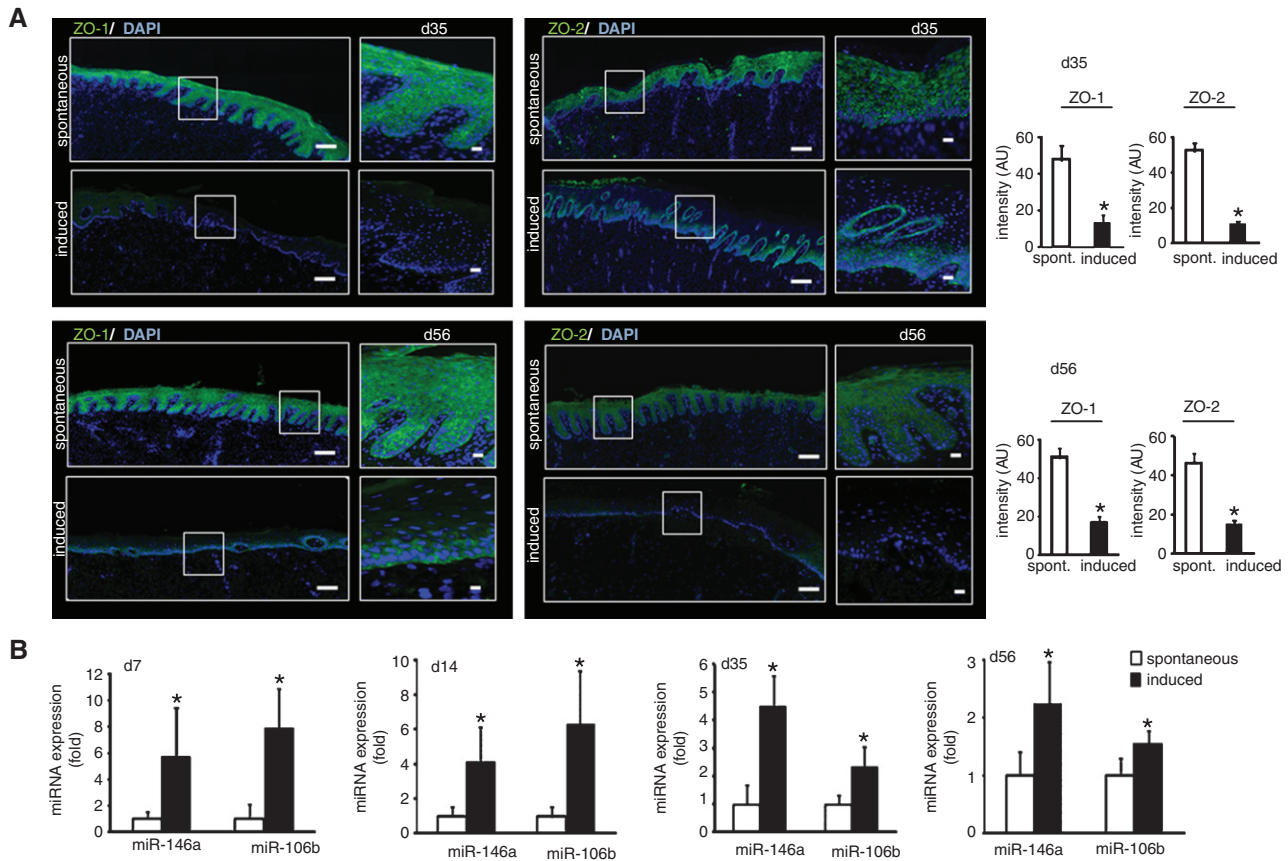 A
ZO-1/ DAPI d35
spontaneous
induced
ZO-2/ DAPI d35
spontaneous
induced
d35
ZO-1
ZO-2
intensity (AU)
60
40
20
0
*
spont. induced
intensity (AU)
60
40
20
0
*
spont. induced
ZO-1/ DAPI d56
spontaneous
induced
ZO-2/ DAPI d56
spontaneous
induced
d56
ZO-1
ZO-2
intensity (AU)
60
40
20
0
*
spont. induced
intensity (AU)
60
40
20
0
*
spont. induced
B
d7
miRNA expression
(fold)
12
10
8
6
4
2
0
*
*
miR-146a miR-106b
d14
miRNA expression
(fold)
10
8
6
4
2
0
*
*
miR-146a miR-106b
d35
miRNA expression
(fold)
6
5
4
3
2
1
0
*
*
miR-146a miR-106b
d56
miRNA expression
(fold)
3
2
1
0
*
*
miR-146a miR-106b
spontaneous
induced